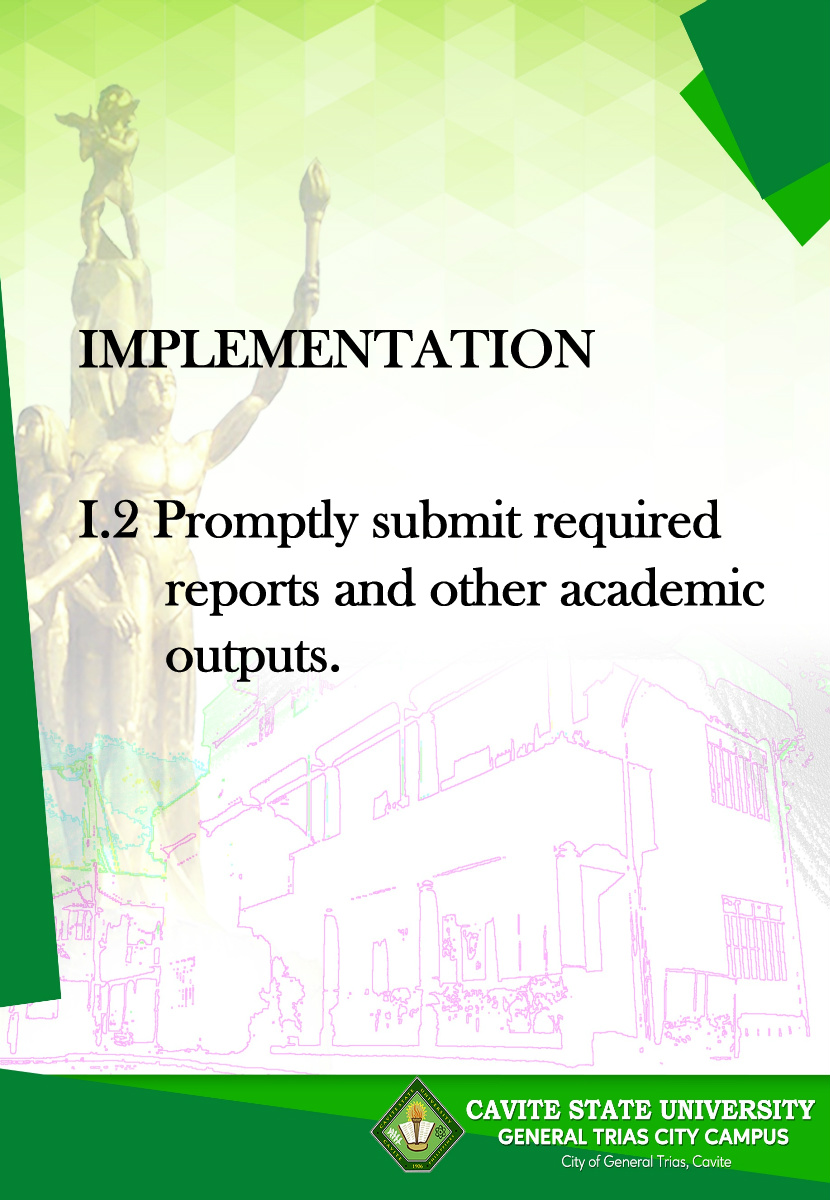 IMPLEMENTATION
I.2 Promptly submit required
reports and other academic
outputs.
CAVITE STATE UNIVERSITY
GENERAL TRIAS CITY CAMPUS
City of General Trias, Cavite
1906